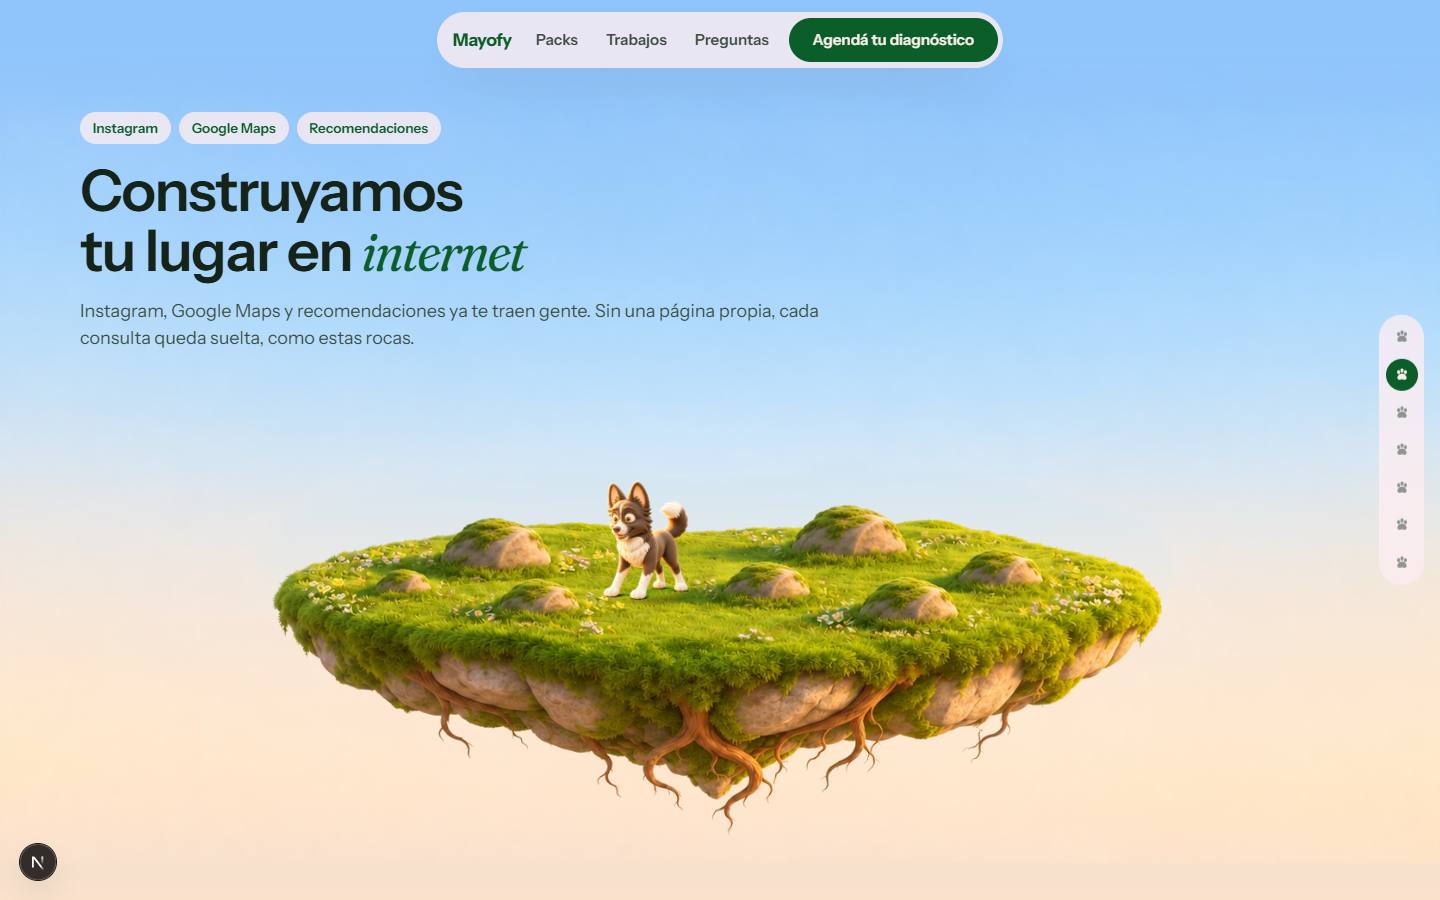 Mayofy Packs Trabajos Preguntas Agendá tu diagnóstico
Instagram Google Maps Recomendaciones
Construyamos
tu lugar en internet
Instagram, Google Maps y recomendaciones ya te traen gente. Sin una página propia, cada
consulta queda suelta, como estas rocas.
N